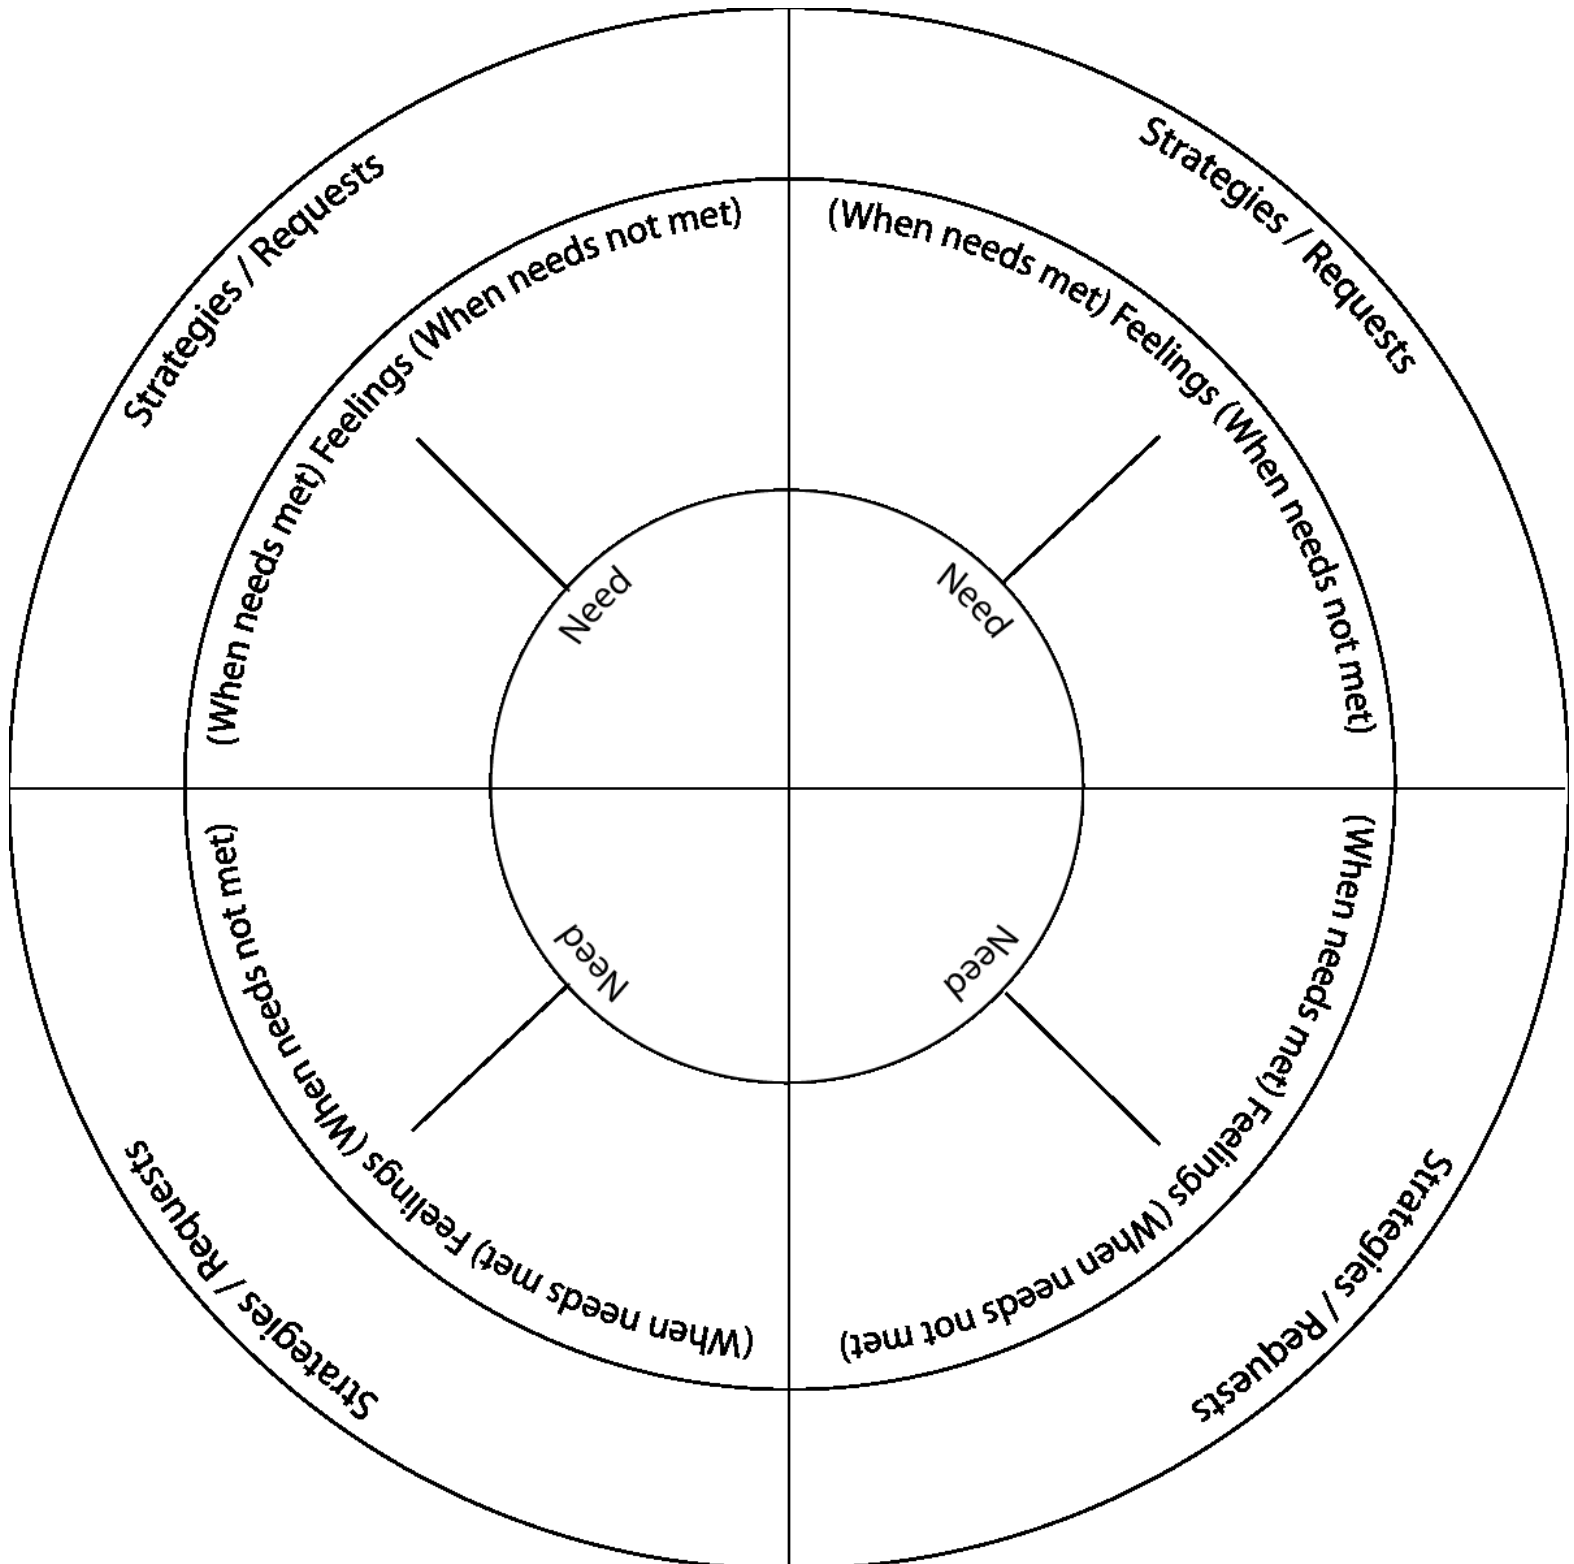 Strategies / Requests
Strategies / Requests
(When needs met) Feelings (When needs not met)
(When needs met) Feelings (When needs not met)
Need
Need
Need
Need
(When needs met) Feelings (When needs not met)
(When needs met) Feelings (When needs not met)
Strategies / Requests
Strategies / Requests